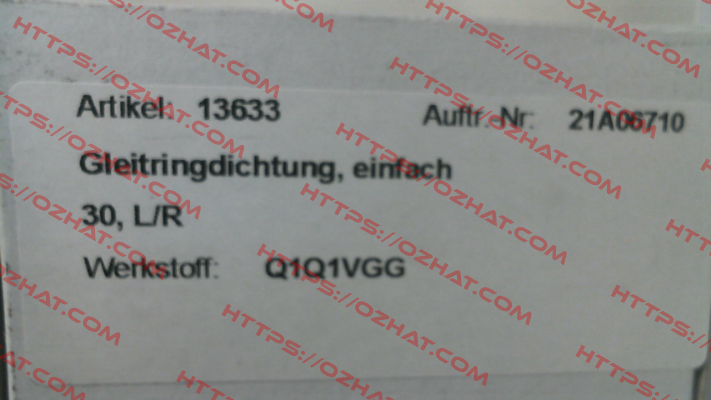 Artikel: 13633 Auftr.-Nr: 21A06710
Gleitringdichtung, einfach
30, L/R
Werkstoff: Q1Q1VGG
HTTPS://OZHAT.COM